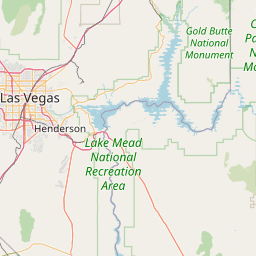 Gold Butte
National
Monument
Las Vegas
Henderson
Lake Mead
National
Recreation
Area